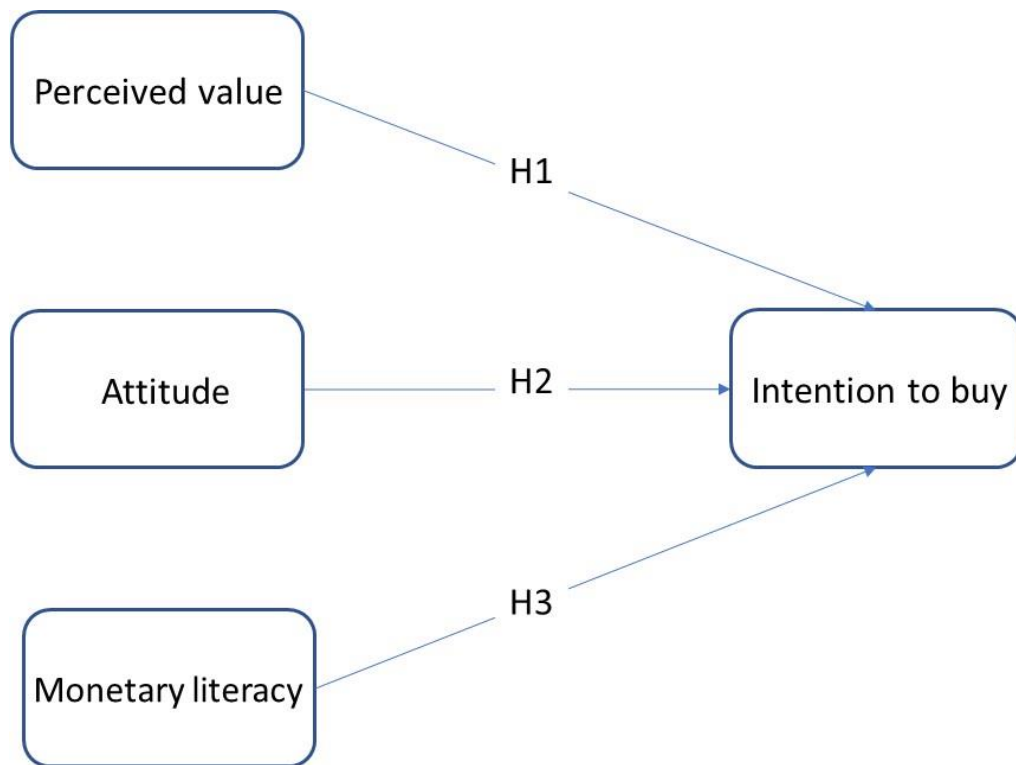 Perceived value
H1
Attitude
H2
Intention to buy
H3
Monetary literacy